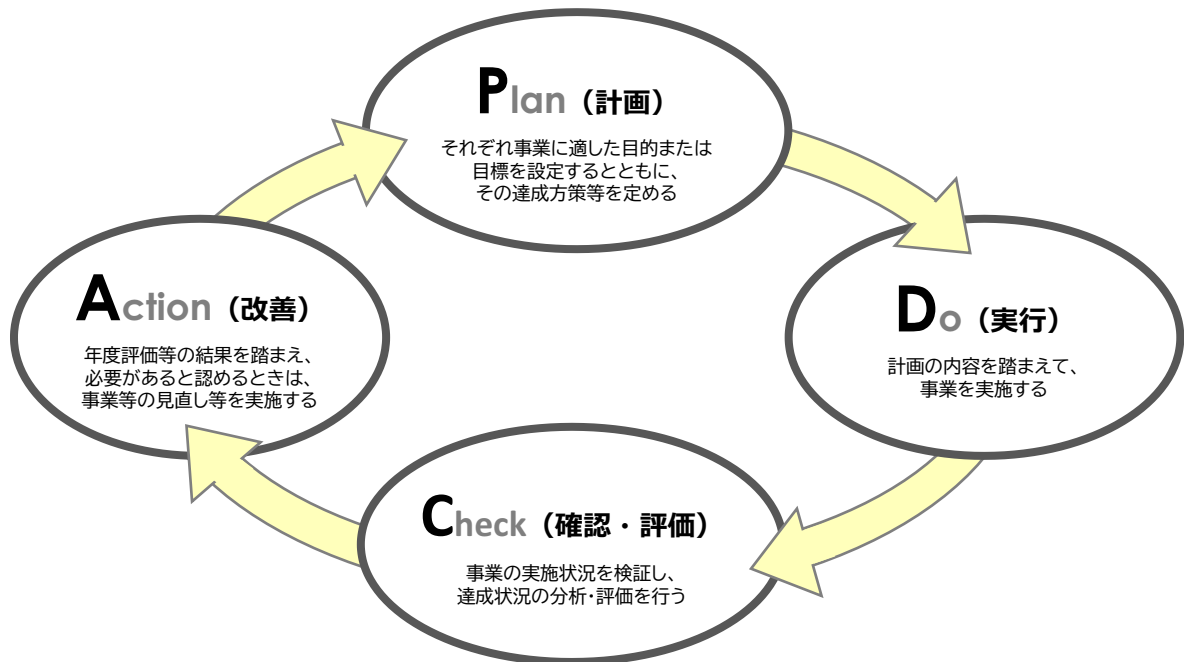 Plan（計画）
それぞれ事業に適した目的または
目標を設定するとともに、
その達成方策等を定める
Do（実行）
計画の内容を踏まえて、
事業を実施する
Check（確認・評価）
事業の実施状況を検証し、
達成状況の分析・評価を行う
Action（改善）
年度評価等の結果を踏まえ、
必要があると認めるときは、
事業等の見直し等を実施する